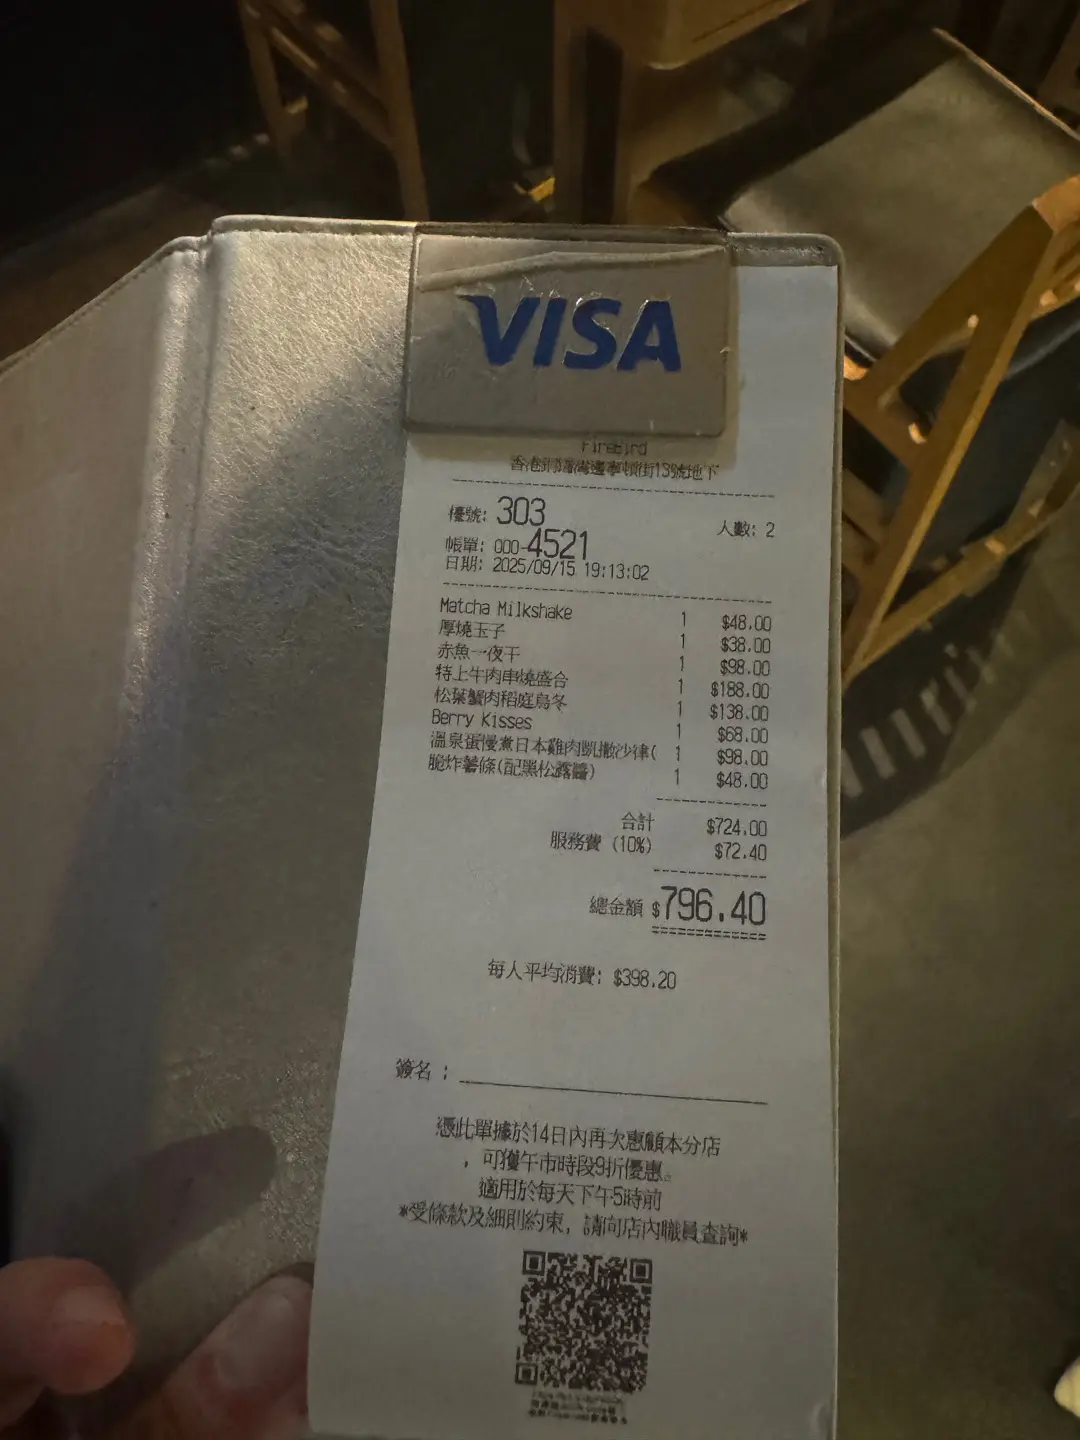 VISA
FireBird
香港銅鑼灣邊寧頓街13號地下
檯號: 303 人數: 2
帳單: 000-4521
日期: 2025/09/15 19:13:02
Matcha Milkshake 1 $48.00
厚燒玉子 1 $38.00
赤魚一夜干 1 $98.00
特上牛肉串燒盛合 1 $188.00
松葉蟹肉稻庭烏冬 1 $138.00
Berry Kisses 1 $68.00
溫泉蛋慢煮日本雞肉凱撒沙律( 1 $98.00
脆炸薯條(配黑松露醬) 1 $48.00
合計 $724.00
服務費 (10%) $72.40
總金額 $796.40
每人平均消費: $398.20
簽名 :
憑此單據於14日內再次惠顧本分店
, 可獲午市時段9折優惠。
適用於每天下午5時前
*受條款及細則約束, 請向店內職員查詢*